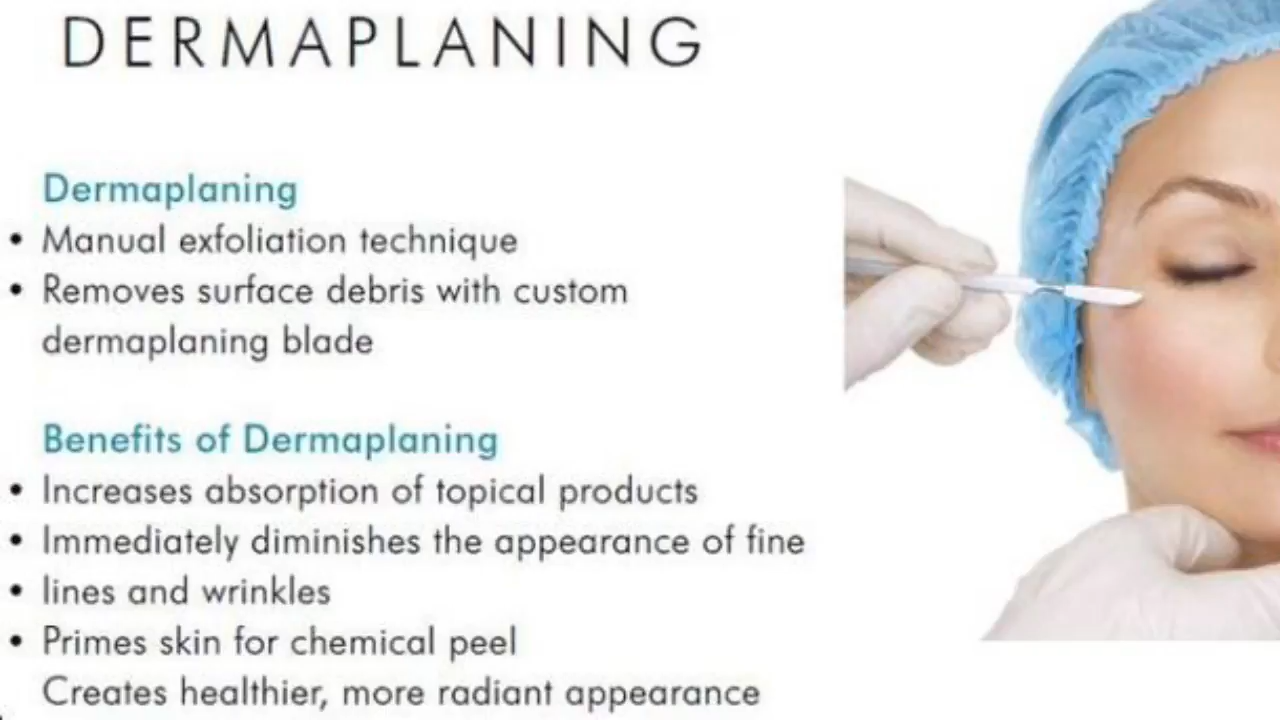 DERMAPLANING
Dermaplaning
• Manual exfoliation technique
• Removes surface debris with custom
dermaplaning blade
Benefits of Dermaplaning
• Increases absorption of topical products
• Immediately diminishes the appearance of fine
• lines and wrinkles
• Primes skin for chemical peel
Creates healthier, more radiant appearance